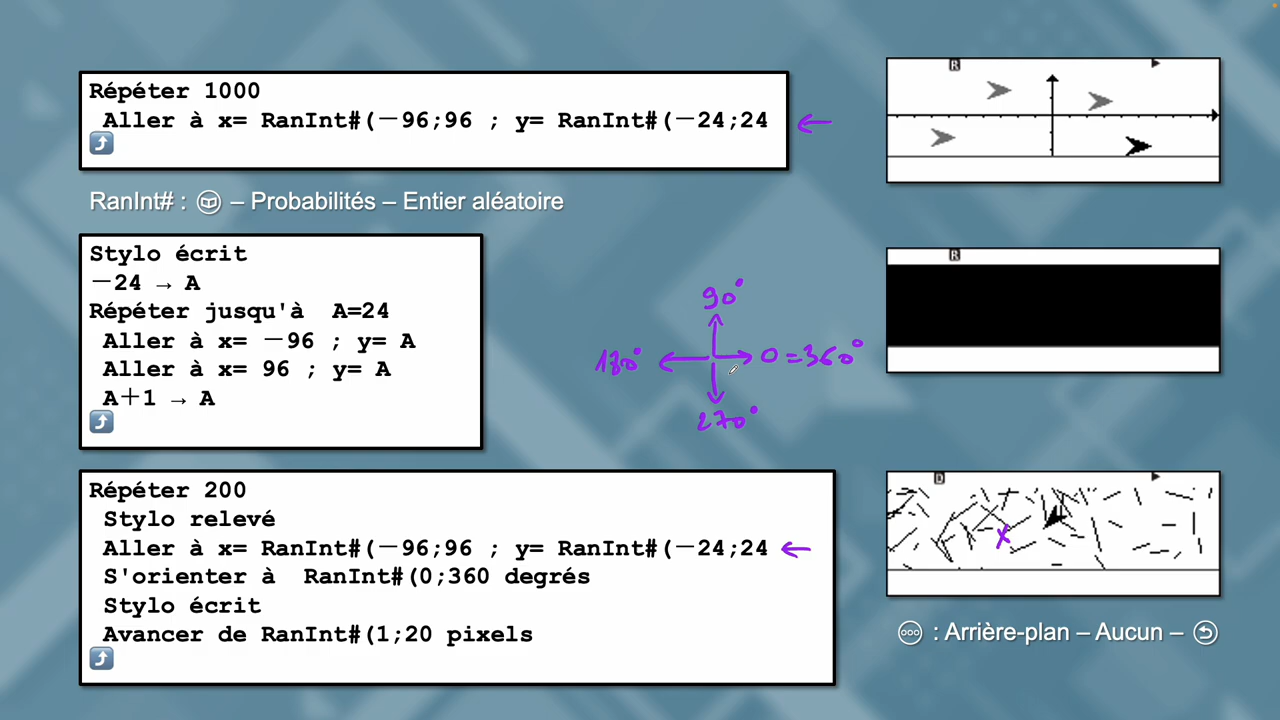 Répéter 1000
Aller à x= RanInt#(−96;96 ; y= RanInt#(−24;24
RanInt# : – Probabilités – Entier aléatoire
Stylo écrit
−24 → A
Répéter jusqu'à A=24
Aller à x= −96 ; y= A
Aller à x= 96 ; y= A
A+1 → A
90°
180°
0=360°
270°
Répéter 200
Stylo relevé
Aller à x= RanInt#(−96;96 ; y= RanInt#(−24;24
S'orienter à RanInt#(0;360 degrés
Stylo écrit
Avancer de RanInt#(1;20 pixels
R
R
D
x
: Arrière-plan – Aucun –